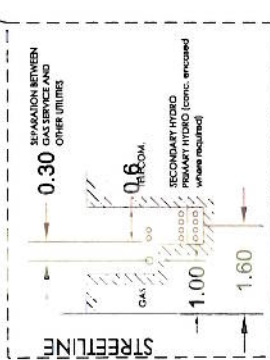 SEPARATION BETWEEN
GAS SERVICE AND
OTHER UTILITIES
0.30
0.6
TELECOM.
SECONDARY HYDRO
PRIMARY HYDRO (conc. encased
where required)
GAS
1.00
1.60
STREETLINE